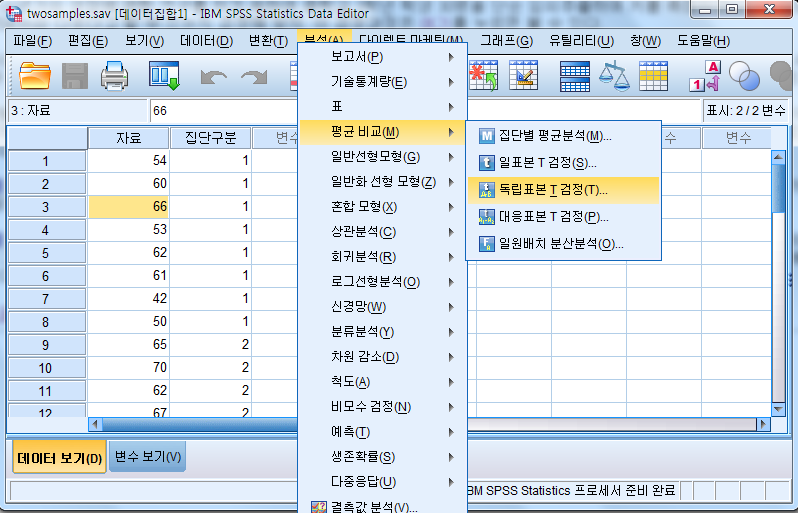 twosamples.sav [데이터집합1] - IBM SPSS Statistics Data Editor
파일(F) 편집(E) 보기(V) 데이터(D) 변환(T) 분석(A) 다이렉트 마케팅(M) 그래프(G) 유틸리티(U) 창(W) 도움말(H)
3 : 자료 66 표시: 2 / 2 변수
자료 집단구분 변수 수 변수
1 54 1
2 60 1
3 66 1
4 53 1
5 62 1
6 61 1
7 42 1
8 50 1
9 65 2
10 70 2
11 62 2
12 67 2
보고서(P)
기술통계량(E)
표
평균 비교(M)
일반선형모형(G)
일반화 선형 모형(Z)
혼합 모형(X)
상관분석(C)
회귀분석(R)
로그선형분석(O)
신경망(W)
분류분석(Y)
차원 감소(D)
척도(A)
비모수 검정(N)
예측(T)
생존확률(S)
다중응답(U)
결측값 분석(V)...
집단별 평균분석(M)...
일표본 T 검정(S)...
독립표본 T 검정(T)...
대응표본 T 검정(P)...
일원배치 분산분석(O)...
데이터 보기(D) 변수 보기(V)
IBM SPSS Statistics 프로세서 준비 완료